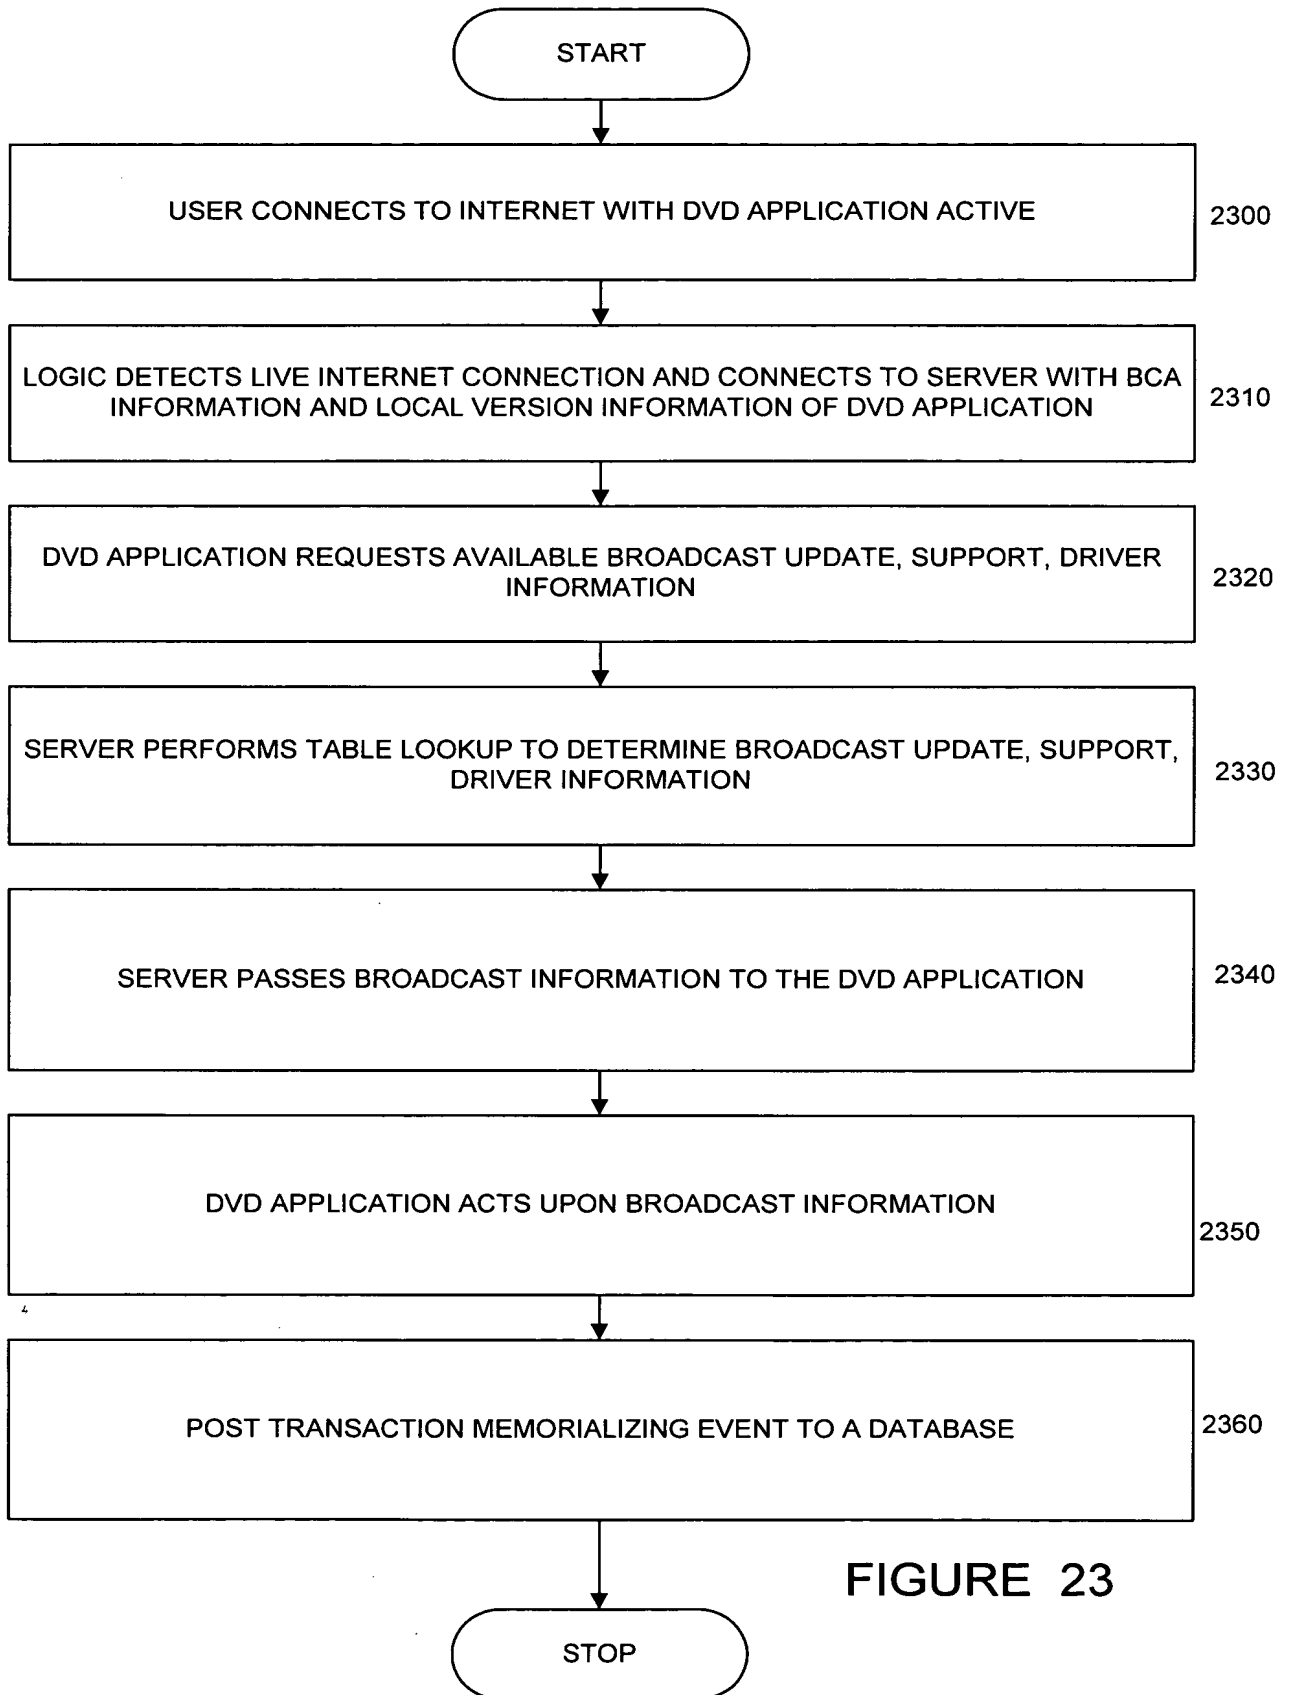 START
USER CONNECTS TO INTERNET WITH DVD APPLICATION ACTIVE
2300
LOGIC DETECTS LIVE INTERNET CONNECTION AND CONNECTS TO SERVER WITH BCA
INFORMATION AND LOCAL VERSION INFORMATION OF DVD APPLICATION
2310
DVD APPLICATION REQUESTS AVAILABLE BROADCAST UPDATE, SUPPORT, DRIVER
INFORMATION
2320
SERVER PERFORMS TABLE LOOKUP TO DETERMINE BROADCAST UPDATE, SUPPORT,
DRIVER INFORMATION
2330
SERVER PASSES BROADCAST INFORMATION TO THE DVD APPLICATION
2340
DVD APPLICATION ACTS UPON BROADCAST INFORMATION
2350
POST TRANSACTION MEMORIALIZING EVENT TO A DATABASE
2360
FIGURE 23
STOP